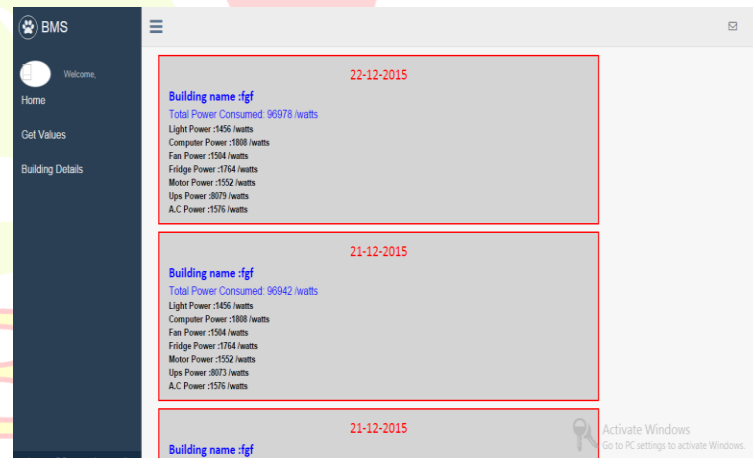 BMS
Welcome,
Home
Get Values
Building Details
22-12-2015
Building name :fgf
Total Power Consumed: 96978 /watts
Light Power :1456 /watts
Computer Power :1808 /watts
Fan Power :1504 /watts
Fridge Power :1764 /watts
Motor Power :1552 /watts
Ups Power :8079 /watts
A.C Power :1576 /watts
21-12-2015
Building name :fgf
Total Power Consumed: 96942 /watts
Light Power :1456 /watts
Computer Power :1808 /watts
Fan Power :1504 /watts
Fridge Power :1764 /watts
Motor Power :1552 /watts
Ups Power :8073 /watts
A.C Power :1576 /watts
21-12-2015
Building name :fgf
Activate Windows
Go to PC settings to activate Windows.